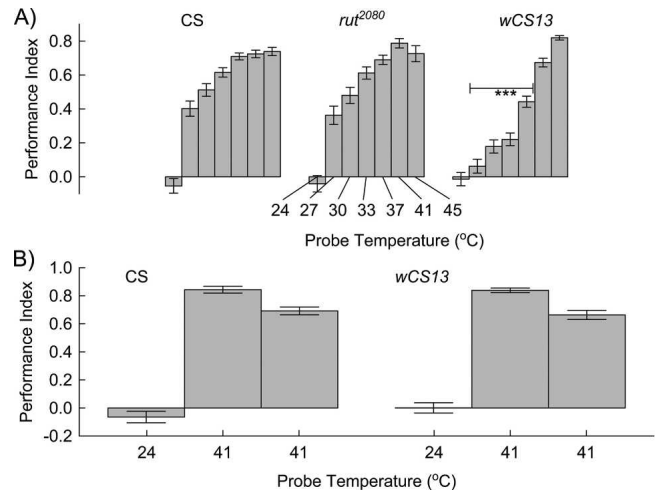 A)
CS
rut2080
wCS13
Performance Index
0.8
0.6
0.4
0.2
0.0
***
24 27 30 33 37 41 45
Probe Temperature (oC)
B)
CS
wCS13
Performance Index
1.0
0.8
0.6
0.4
0.2
0.0
-0.2
24 41 41 24 41 41
Probe Temperature (oC)